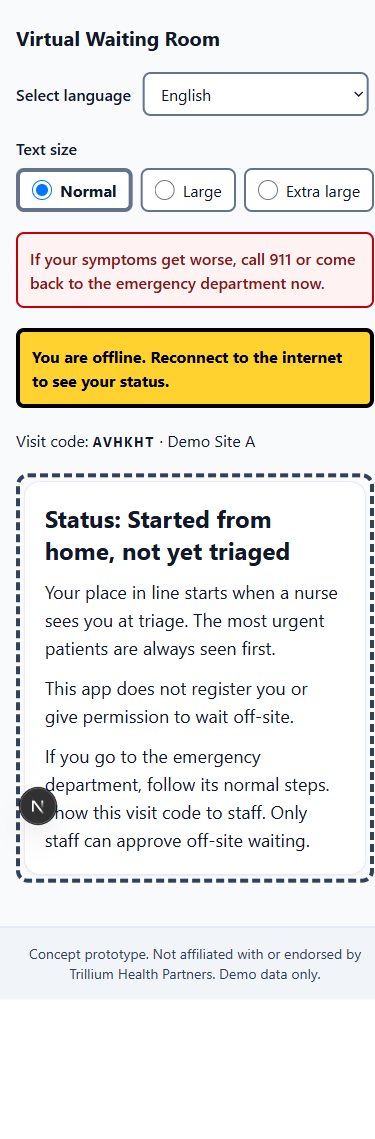 Virtual Waiting Room
Select language
English
Text size
Normal
Large
Extra large
If your symptoms get worse, call 911 or come
back to the emergency department now.
You are offline. Reconnect to the internet
to see your status.
Visit code: AVHKHT · Demo Site A
Status: Started from
home, not yet triaged
Your place in line starts when a nurse
sees you at triage. The most urgent
patients are always seen first.
This app does not register you or
give permission to wait off-site.
If you go to the emergency
department, follow its normal steps.
Show this visit code to staff. Only
staff can approve off-site waiting.
N
Concept prototype. Not affiliated with or endorsed by
Trillium Health Partners. Demo data only.